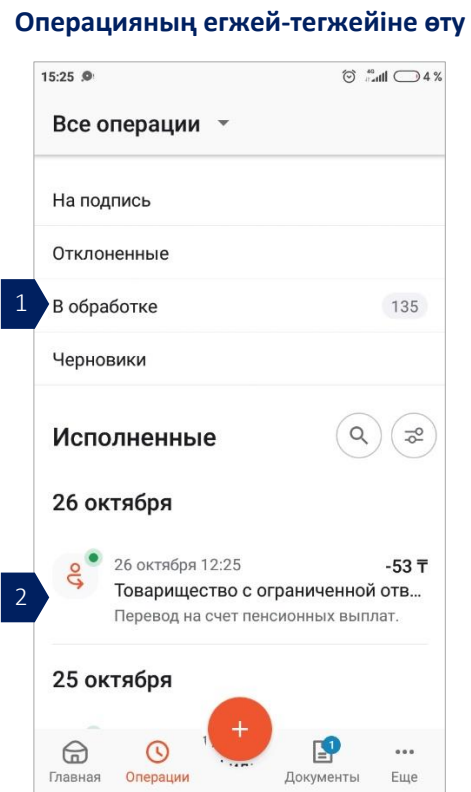 Операцияның егжей-тегжейіне өту
15:25 4G 4 %
Все операции
На подпись
Отклоненные
1
В обработке 135
Черновики
Исполненные
26 октября
26 октября 12:25 -53 ₸
2
Товарищество с ограниченной отв...
Перевод на счет пенсионных выплат.
25 октября
+
1
Главная Операции Документы Еще